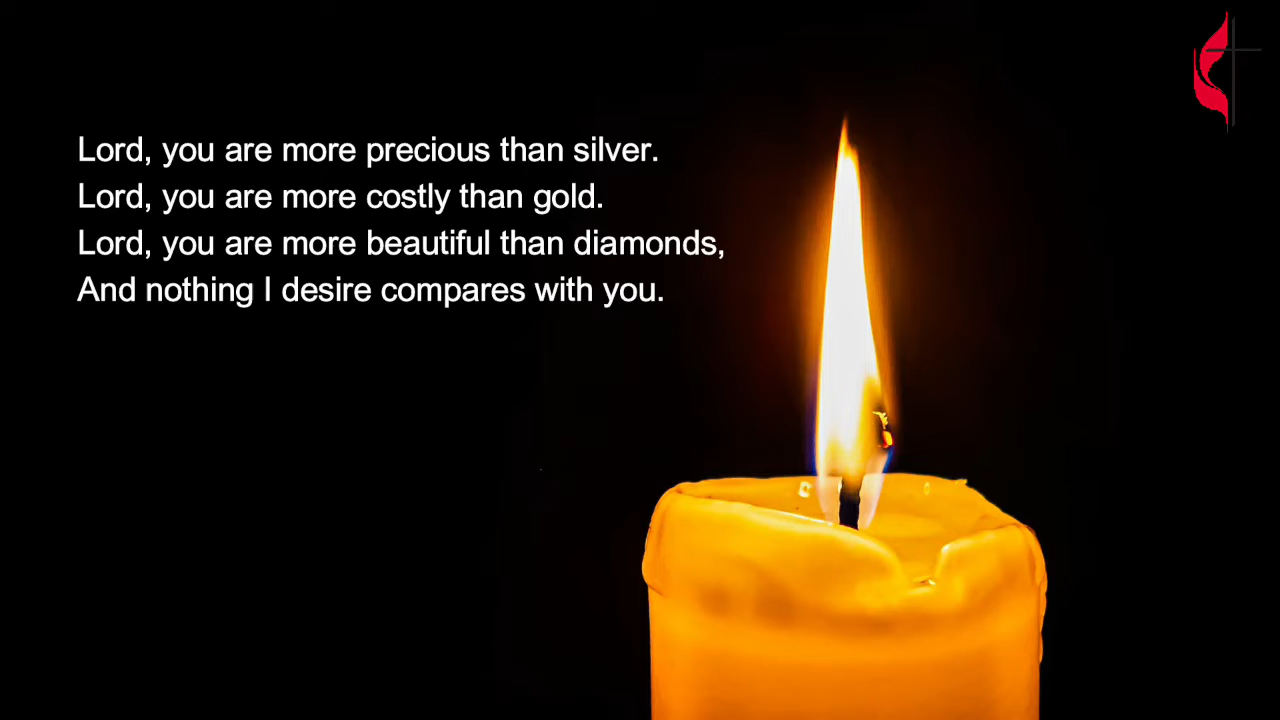 Lord, you are more precious than silver.
Lord, you are more costly than gold.
Lord, you are more beautiful than diamonds,
And nothing I desire compares with you.